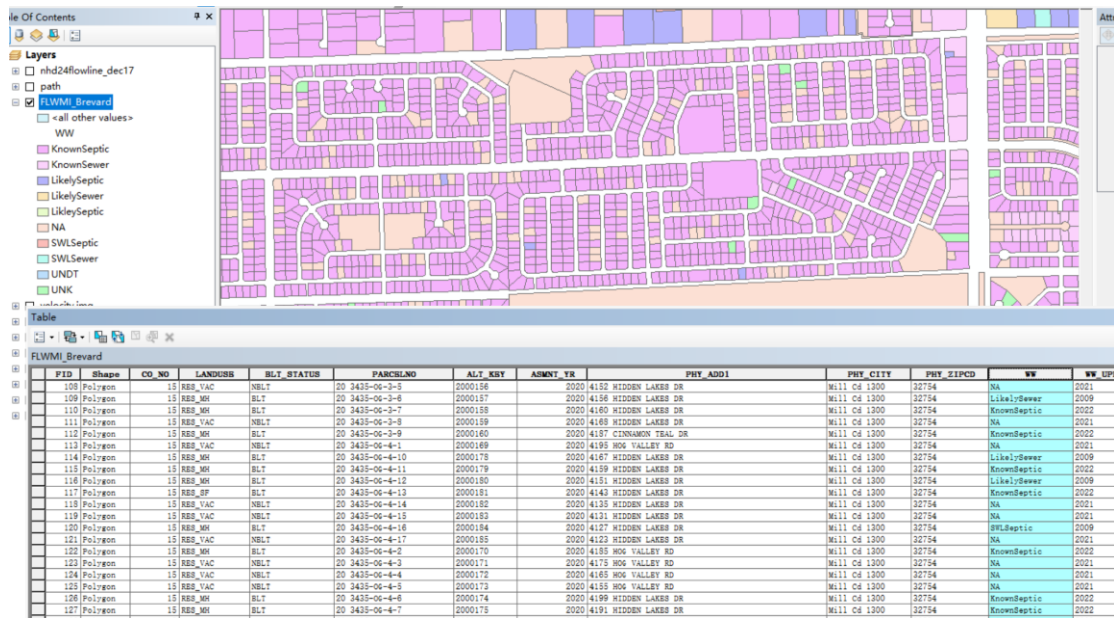 le Of Contents
Layers
nhd24flowline_dec17
path
FLWMI_Brevard
<all other values>
WW
KnownSeptic
KnownSewer
LikelySeptic
LikelySewer
LikleySeptic
NA
SWLSeptic
SWLSewer
UNDT
UNK
Table
FLWMI_Brevard
FID Shape CO_NO LANDUSE BLT_STATUS PARCELNO ALT_KEY ASMNT_YR PHY_ADD1 PHY_CITY PHY_ZIPCD WW WW_UP
108 Polygon 15 RES_VAC NBLT 20 3435-OG-3-5 2000156 2020 4152 HIDDEN LAKES DR Mill Cd 1300 32754 NA 2021
109 Polygon 15 RES_MH BLT 20 3435-OG-3-6 2000157 2020 4156 HIDDEN LAKES DR Mill Cd 1300 32754 LikelySewer 2009
110 Polygon 15 RES_MH BLT 20 3435-OG-3-7 2000158 2020 4160 HIDDEN LAKES DR Mill Cd 1300 32754 KnownSeptic 2022
111 Polygon 15 RES_VAC NBLT 20 3435-OG-3-8 2000159 2020 4168 HIDDEN LAKES DR Mill Cd 1300 32754 NA 2021
112 Polygon 15 RES_MH BLT 20 3435-OG-3-9 2000160 2020 4187 CINNAMON TEAL DR Mill Cd 1300 32754 KnownSeptic 2022
113 Polygon 15 RES_VAC NBLT 20 3435-OG-4-1 2000169 2020 4195 HOG VALLEY RD Mill Cd 1300 32754 NA 2021
114 Polygon 15 RES_MH BLT 20 3435-OG-4-10 2000178 2020 4167 HIDDEN LAKES DR Mill Cd 1300 32754 LikelySewer 2009
115 Polygon 15 RES_MH BLT 20 3435-OG-4-11 2000179 2020 4159 HIDDEN LAKES DR Mill Cd 1300 32754 KnownSeptic 2022
116 Polygon 15 RES_MH BLT 20 3435-OG-4-12 2000180 2020 4151 HIDDEN LAKES DR Mill Cd 1300 32754 LikelySewer 2009
117 Polygon 15 RES_SF BLT 20 3435-OG-4-13 2000181 2020 4143 HIDDEN LAKES DR Mill Cd 1300 32754 KnownSeptic 2022
118 Polygon 15 RES_VAC NBLT 20 3435-OG-4-14 2000182 2020 4135 HIDDEN LAKES DR Mill Cd 1300 32754 NA 2021
119 Polygon 15 RES_VAC NBLT 20 3435-OG-4-15 2000183 2020 4131 HIDDEN LAKES DR Mill Cd 1300 32754 NA 2021
120 Polygon 15 RES_MH BLT 20 3435-OG-4-16 2000184 2020 4127 HIDDEN LAKES DR Mill Cd 1300 32754 SWLSeptic 2009
121 Polygon 15 RES_VAC NBLT 20 3435-OG-4-17 2000185 2020 4123 HIDDEN LAKES DR Mill Cd 1300 32754 NA 2021
122 Polygon 15 RES_MH BLT 20 3435-OG-4-2 2000170 2020 4185 HOG VALLEY RD Mill Cd 1300 32754 KnownSeptic 2022
123 Polygon 15 RES_VAC NBLT 20 3435-OG-4-3 2000171 2020 4175 HOG VALLEY RD Mill Cd 1300 32754 NA 2021
124 Polygon 15 RES_VAC NBLT 20 3435-OG-4-4 2000172 2020 4165 HOG VALLEY RD Mill Cd 1300 32754 NA 2021
125 Polygon 15 RES_VAC NBLT 20 3435-OG-4-5 2000173 2020 4155 HOG VALLEY RD Mill Cd 1300 32754 NA 2021
126 Polygon 15 RES_MH BLT 20 3435-OG-4-6 2000174 2020 4199 HIDDEN LAKES DR Mill Cd 1300 32754 KnownSeptic 2022
127 Polygon 15 RES_MH BLT 20 3435-OG-4-7 2000175 2020 4191 HIDDEN LAKES DR Mill Cd 1300 32754 KnownSeptic 2022